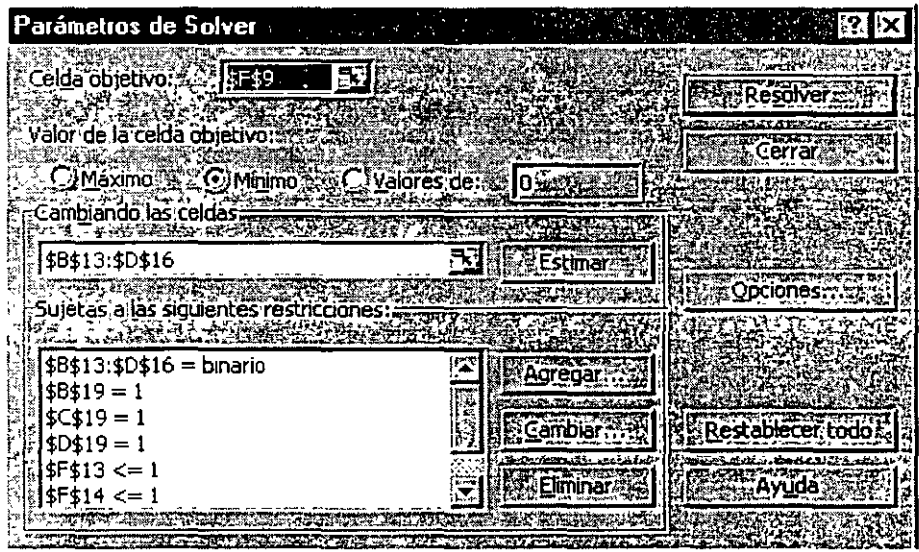 Parámetros de Solver
Celda objetivo: $F$9
Resolver
Valor de la celda objetivo:
Cerrar
Máximo Mínimo Valores de: 0
Cambiando las celdas
$B$13:$D$16 Estimar
Opciones...
Sujetas a las siguientes restricciones:
$B$13:$D$16 = binario
$B$19 = 1
$C$19 = 1
$D$19 = 1
$F$13 <= 1
$F$14 <= 1
Agregar...
Cambiar...
Restablecer todo
Eliminar
Ayuda